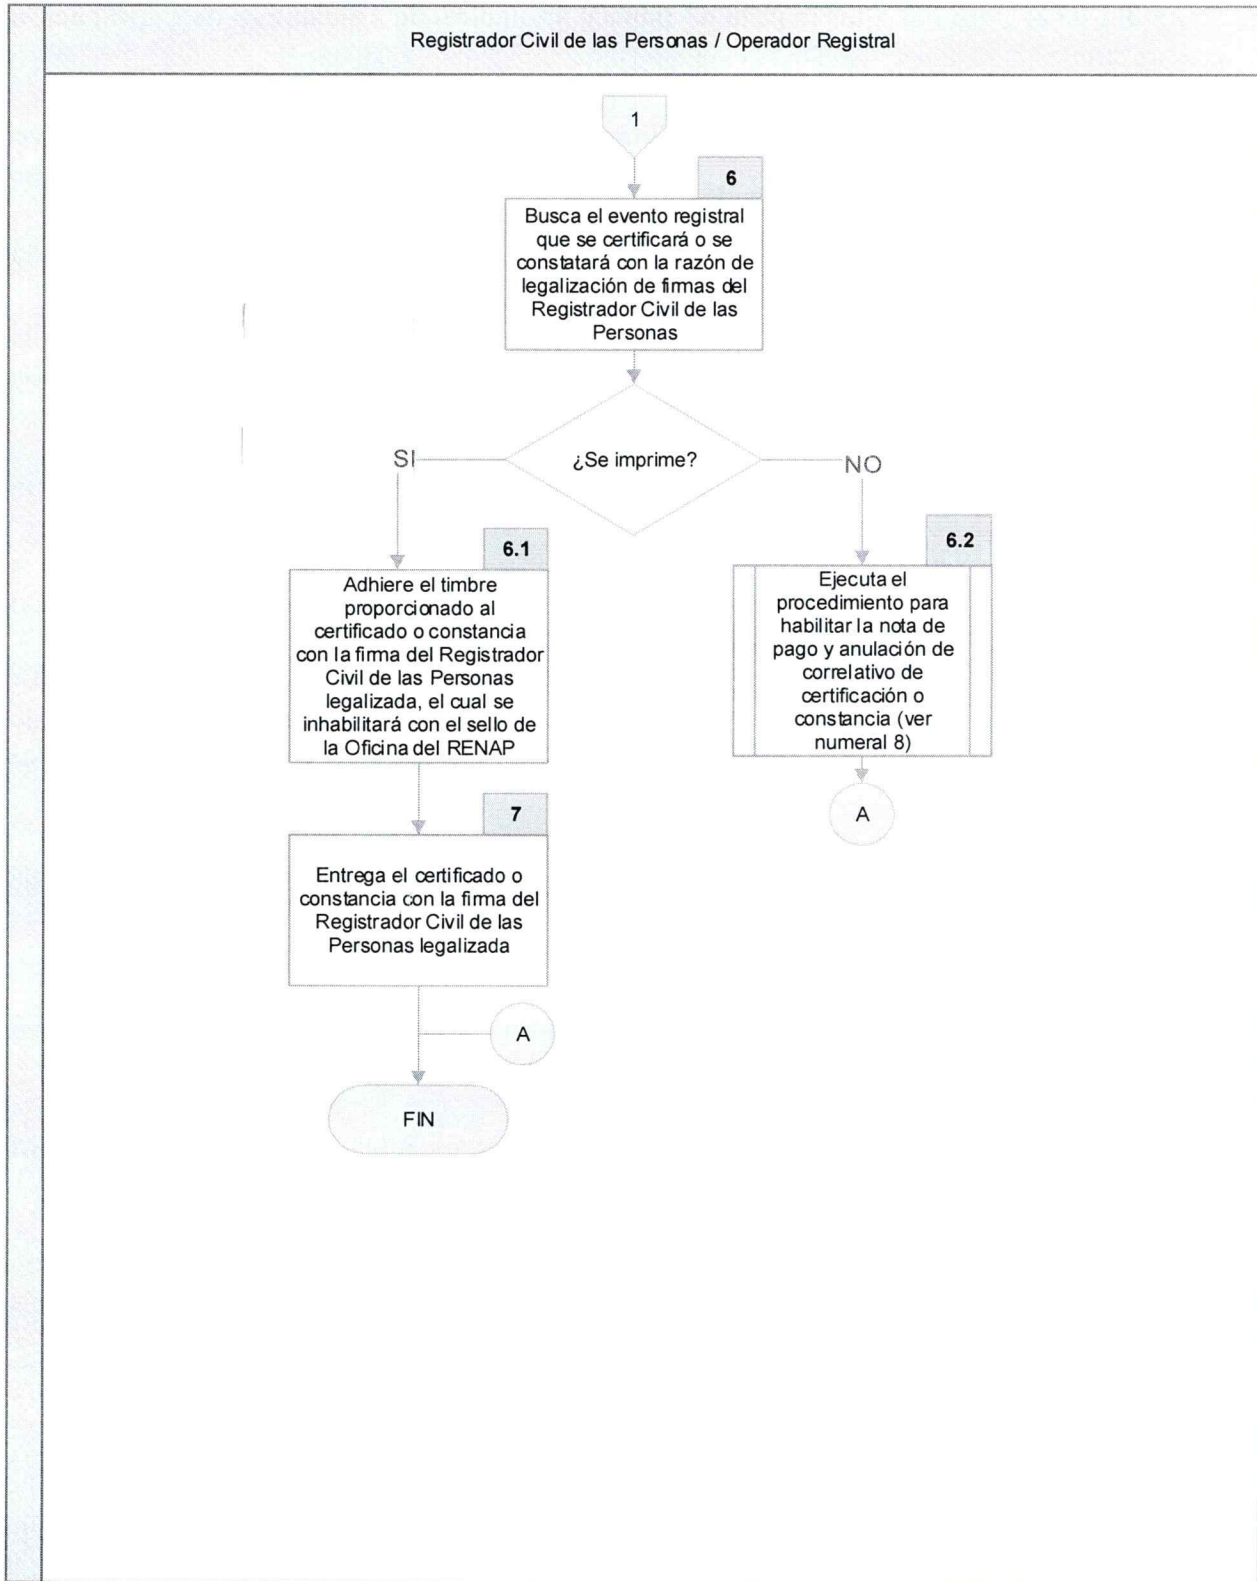 Registrador Civil de las Personas / Operador Registral
1
6
Busca el evento registral
que se certificará o se
constatará con la razón de
legalización de firmas del
Registrador Civil de las
Personas
¿Se imprime?
SI
NO
6.1
Adhiere el timbre
proporcionado al
certificado o constancia
con la firma del Registrador
Civil de las Personas
legalizada, el cual se
inhabilitará con el sello de
la Oficina del RENAP
6.2
Ejecuta el
procedimiento para
habilitar la nota de
pago y anulación de
correlativo de
certificación o
constancia (ver
numeral 8)
A
7
Entrega el certificado o
constancia con la firma del
Registrador Civil de las
Personas legalizada
A
FIN